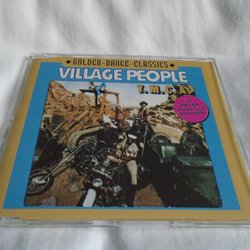 GOLDEN-DANCE-CLASSICS
VILLAGE PEOPLE
Y.M.C.A.